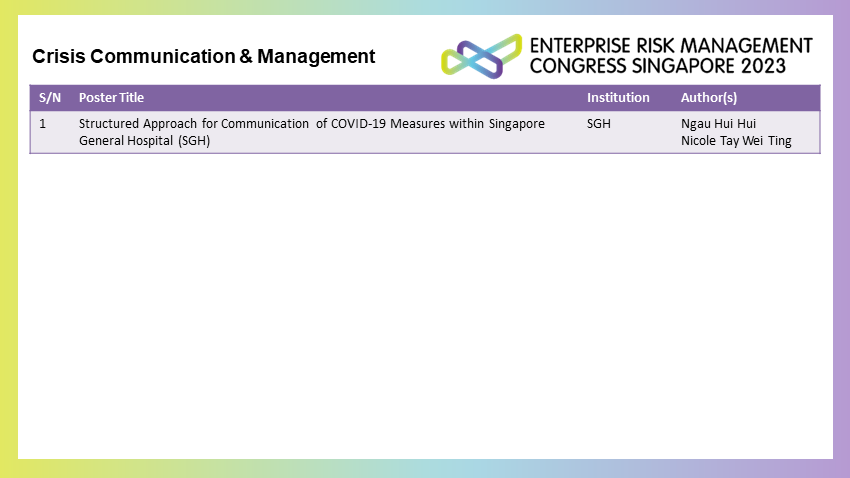 Crisis Communication & Management
ENTERPRISE RISK MANAGEMENT
CONGRESS SINGAPORE 2023
S/N Poster Title Institution Author(s)
1 Structured Approach for Communication of COVID-19 Measures within Singapore SGH Ngau Hui Hui
General Hospital (SGH) Nicole Tay Wei Ting